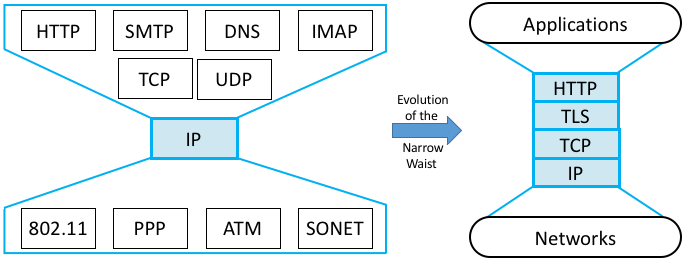 HTTP SMTP DNS IMAP
TCP UDP
IP
802.11 PPP ATM SONET
Evolution
of the
Narrow
Waist
Applications
HTTP
TLS
TCP
IP
Networks